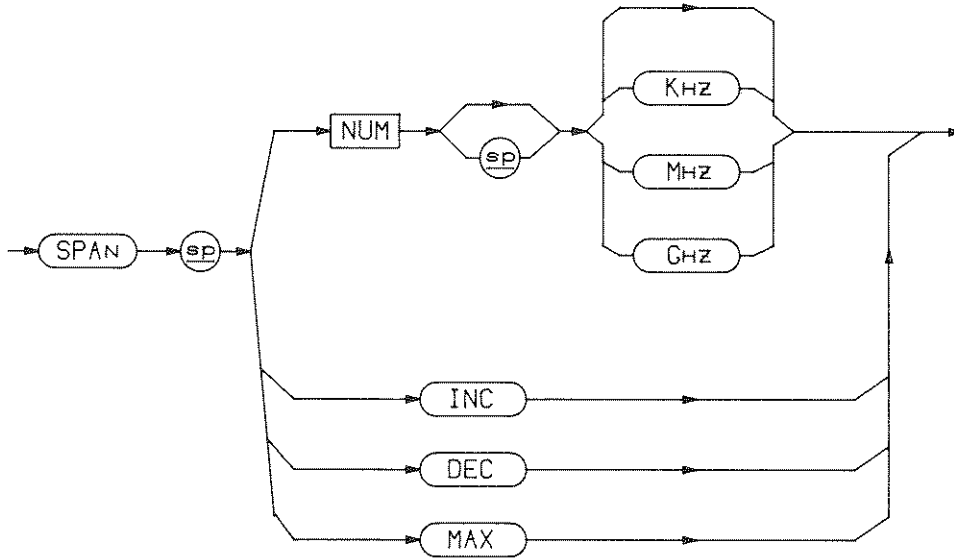 KHZ
NUM
sp
MHZ
SPAN
sp
GHZ
INC
DEC
MAX